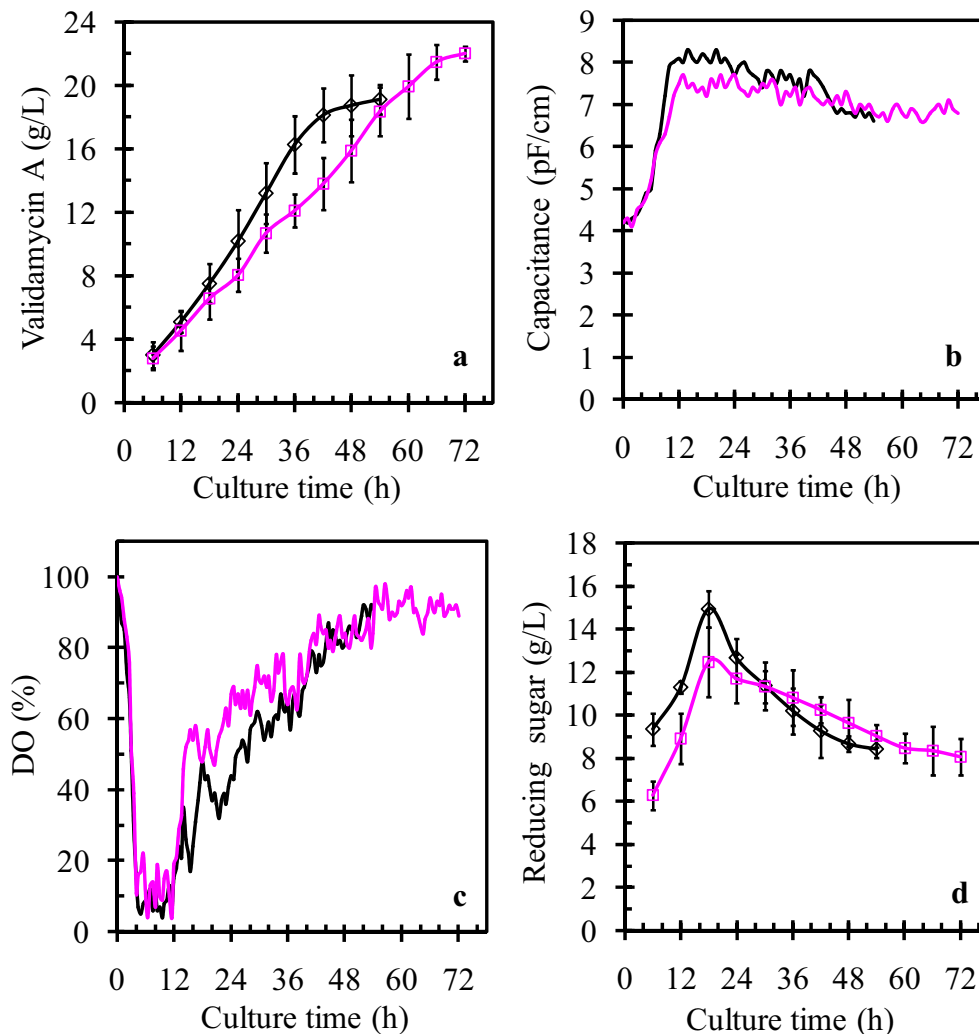 Validamycin A (g/L)
24
20
16
12
8
4
0
a
0 12 24 36 48 60 72
Culture time (h)
Capacitance (pF/cm)
9
8
7
6
5
4
3
2
1
0
b
0 12 24 36 48 60 72
Culture time (h)
DO (%)
100
80
60
40
20
0
c
0 12 24 36 48 60 72
Culture time (h)
Reducing sugar (g/L)
18
16
14
12
10
8
6
4
2
0
d
0 12 24 36 48 60 72
Culture time (h)